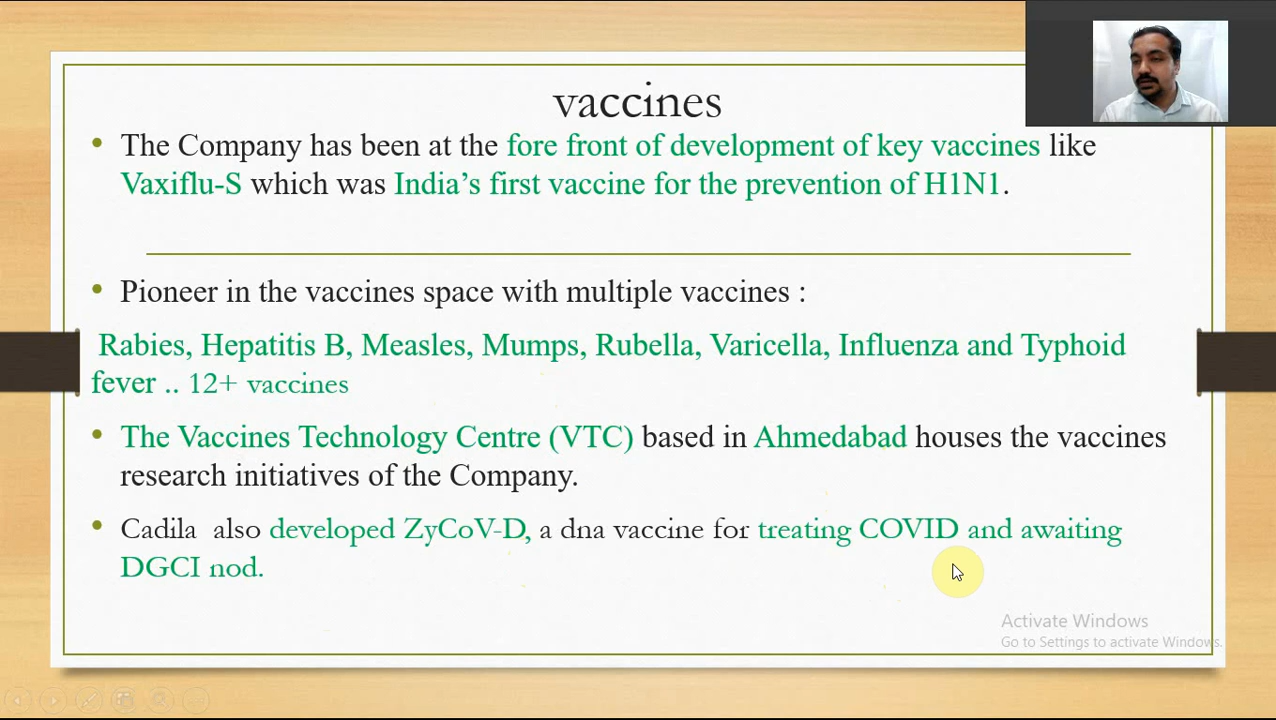 vaccines
• The Company has been at the fore front of development of key vaccines like
Vaxiflu-S which was India's first vaccine for the prevention of H1N1.
• Pioneer in the vaccines space with multiple vaccines :
Rabies, Hepatitis B, Measles, Mumps, Rubella, Varicella, Influenza and Typhoid
fever .. 12+ vaccines
• The Vaccines Technology Centre (VTC) based in Ahmedabad houses the vaccines
research initiatives of the Company.
• Cadila also developed ZyCoV-D, a dna vaccine for treating COVID and awaiting
DGCI nod.
Activate Windows
Go to Settings to activate Windows.